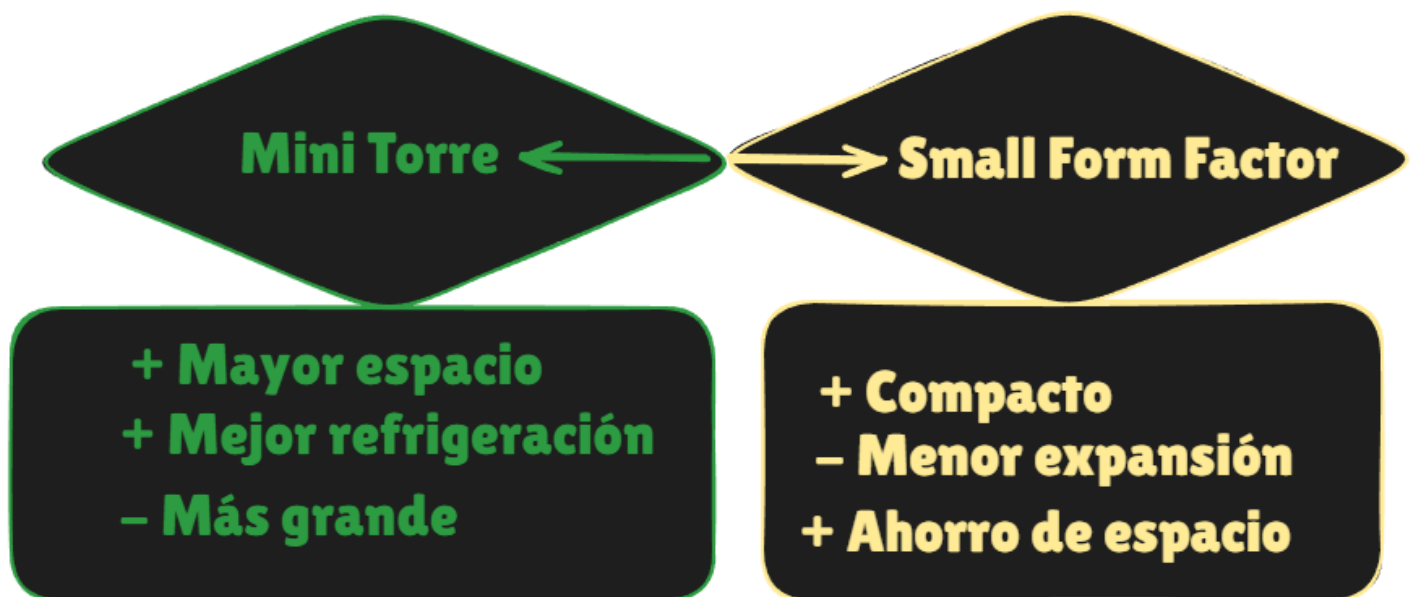 Mini Torre
+ Mayor espacio
+ Mejor refrigeración
– Más grande
Small Form Factor
+ Compacto
– Menor expansión
+ Ahorro de espacio